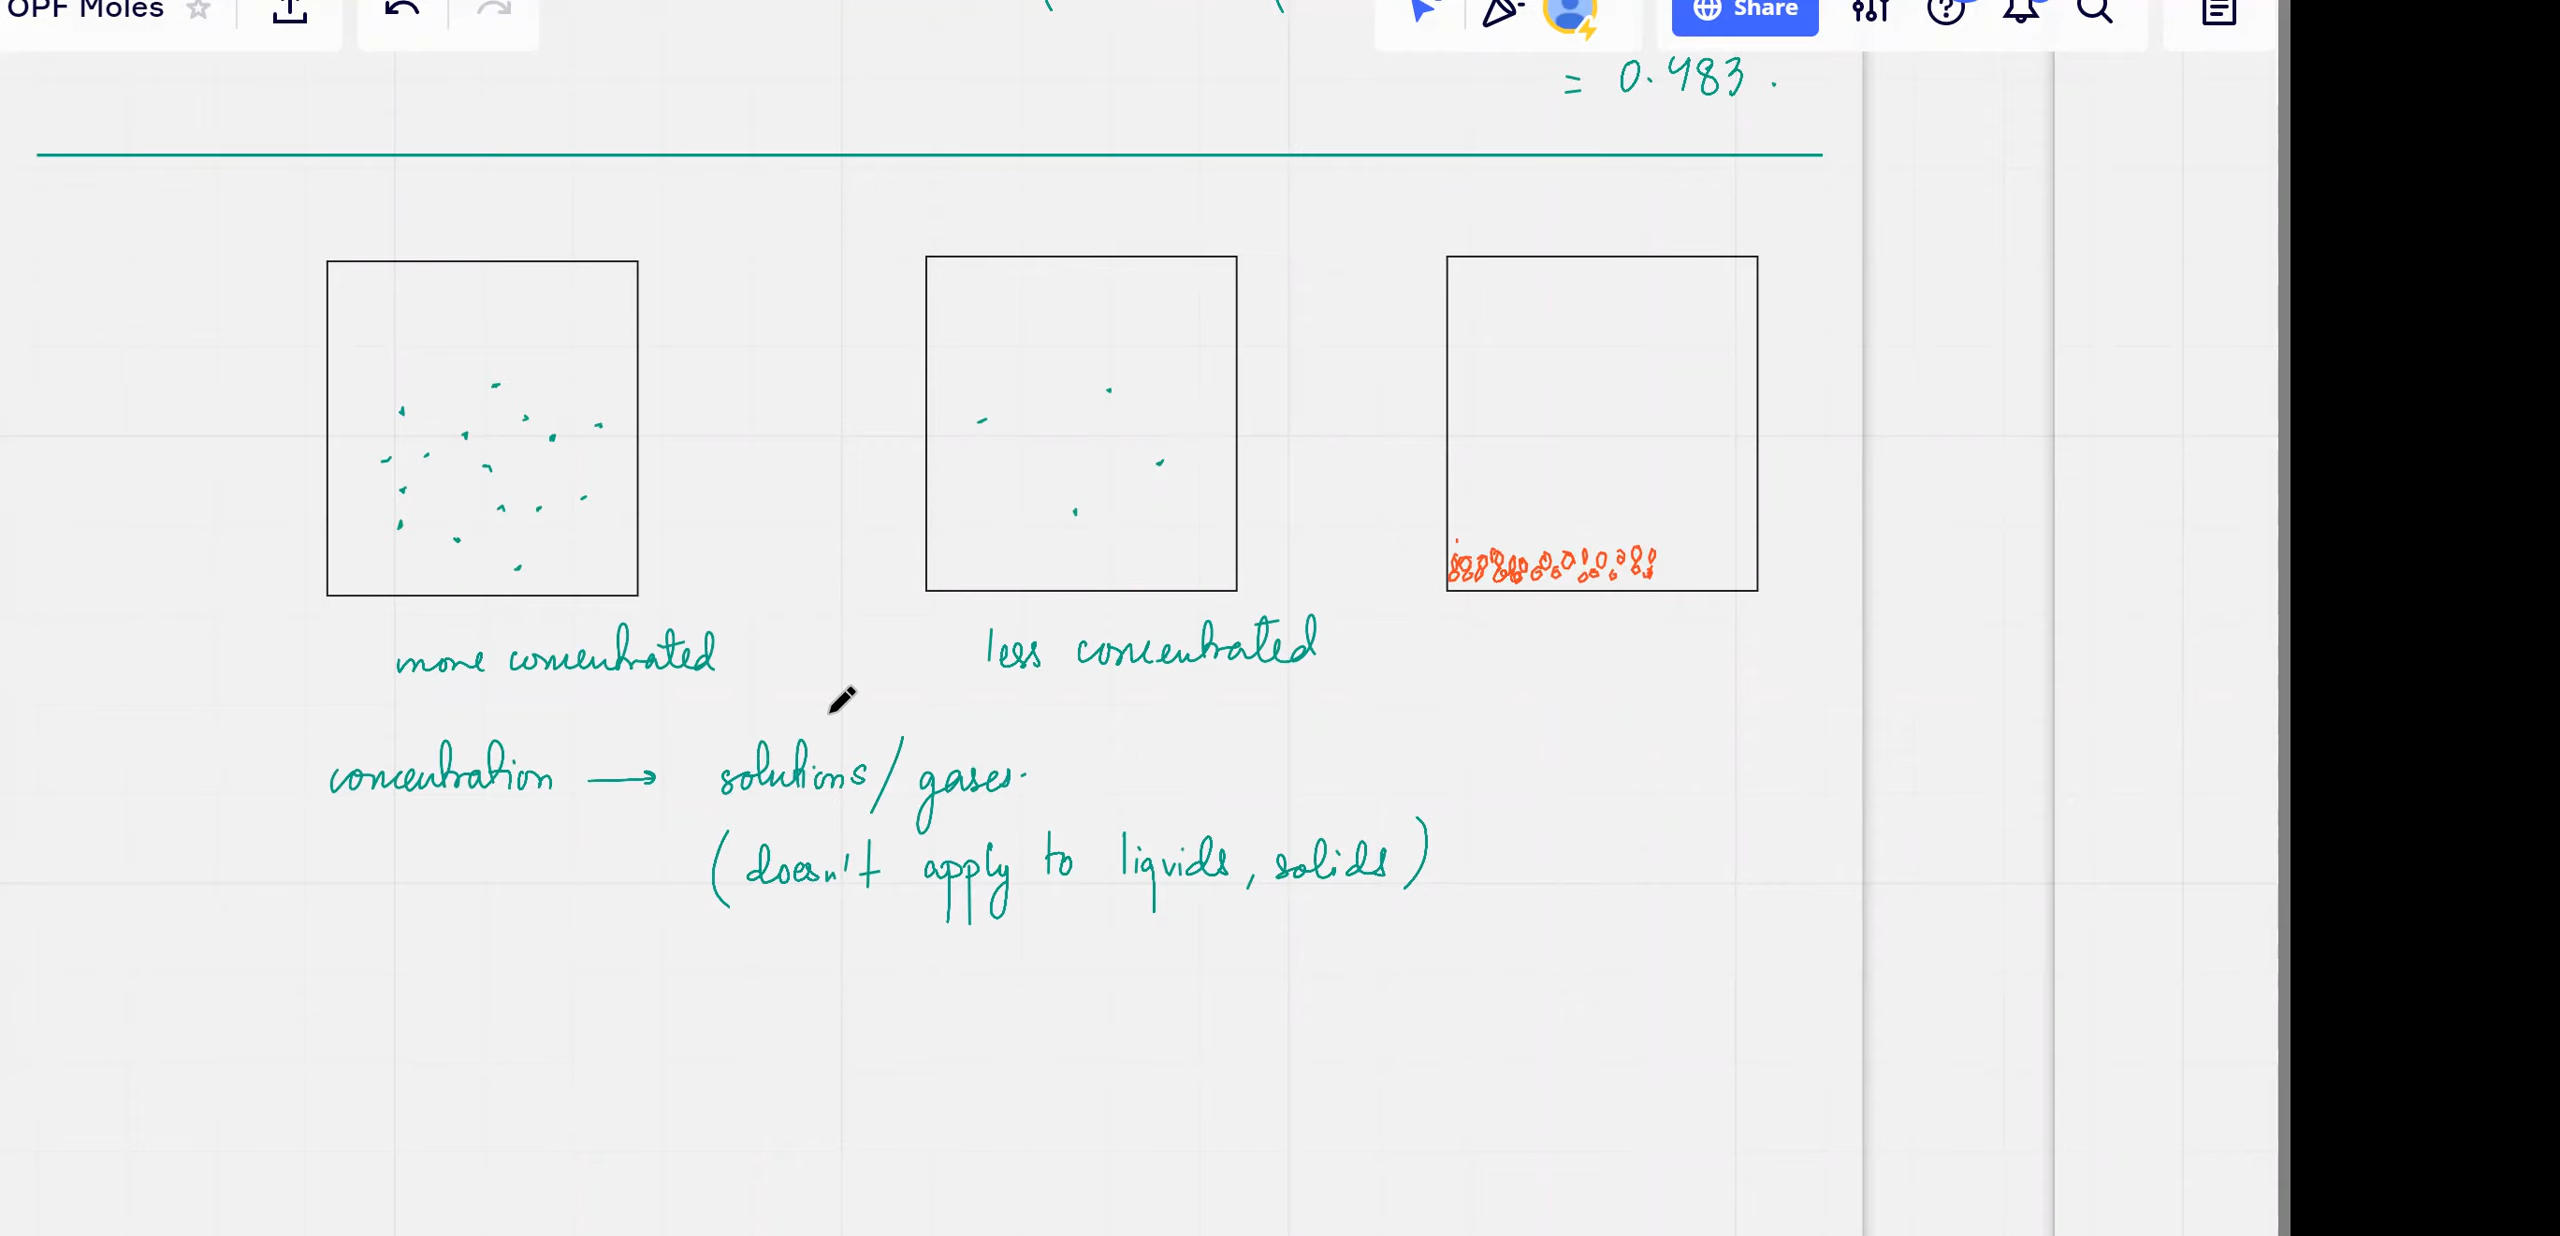 OPF Moles
Share
= 0.483.
more concentrated
less concentrated
concentration → solutions/gases.
(doesn't apply to liquids, solids)